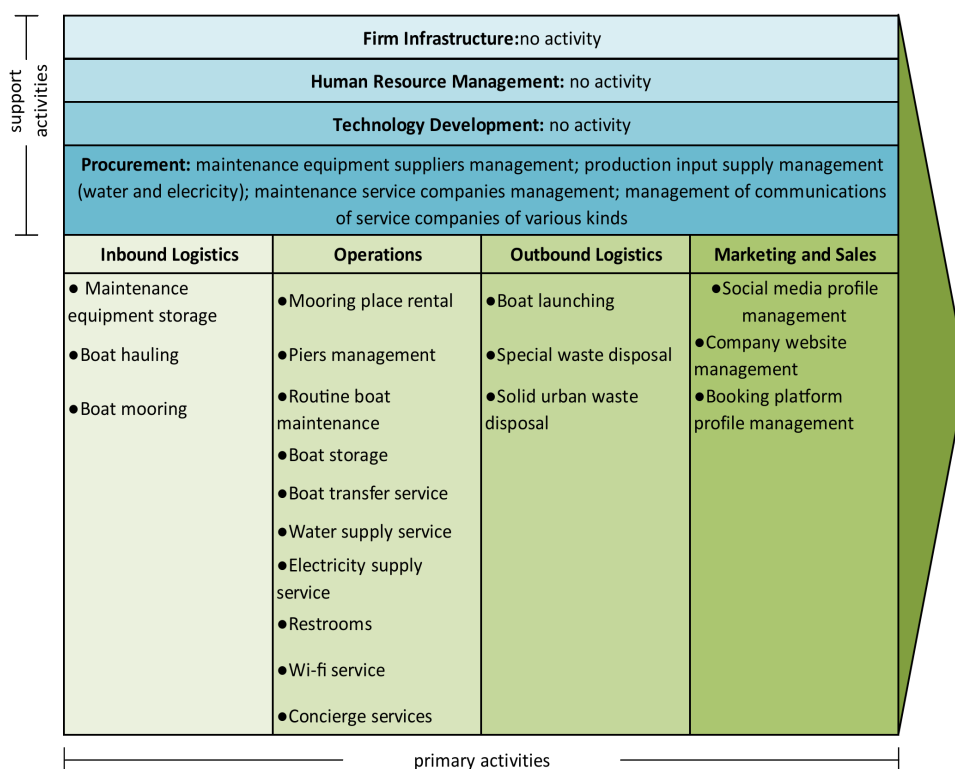 support
activities
Firm Infrastructure:no activity
Human Resource Management: no activity
Technology Development: no activity
Procurement: maintenance equipment suppliers management; production input supply management
(water and elecricity); maintenance service companies management; management of communications
of service companies of various kinds
Inbound Logistics
● Maintenance
equipment storage
●Boat hauling
●Boat mooring
Operations
●Mooring place rental
●Piers management
●Routine boat
maintenance
●Boat storage
●Boat transfer service
●Water supply service
●Electricity supply
service
●Restrooms
●Wi-fi service
●Concierge services
Outbound Logistics
●Boat launching
●Special waste disposal
●Solid urban waste
disposal
Marketing and Sales
●Social media profile
management
●Company website
management
●Booking platform
profile management
primary activities